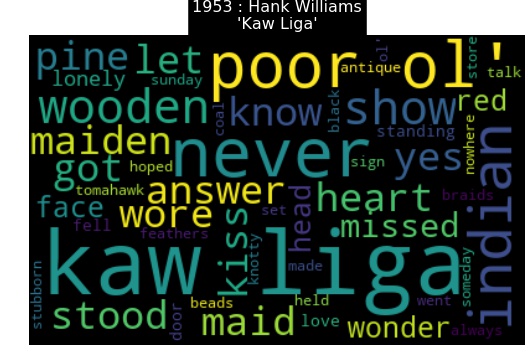 1953 : Hank Williams
'Kaw Liga'
pine let poor ol' ol' store
lonely sunday antique talk
wooden coal know black show red
maiden never standing nowhere
got hoped sign yes indian
tomahawk answer heart braids
face wore kiss set head missed
fell feathers knotty
kaw liga someday
stubborn made
stood door beads maid held went
love wonder always